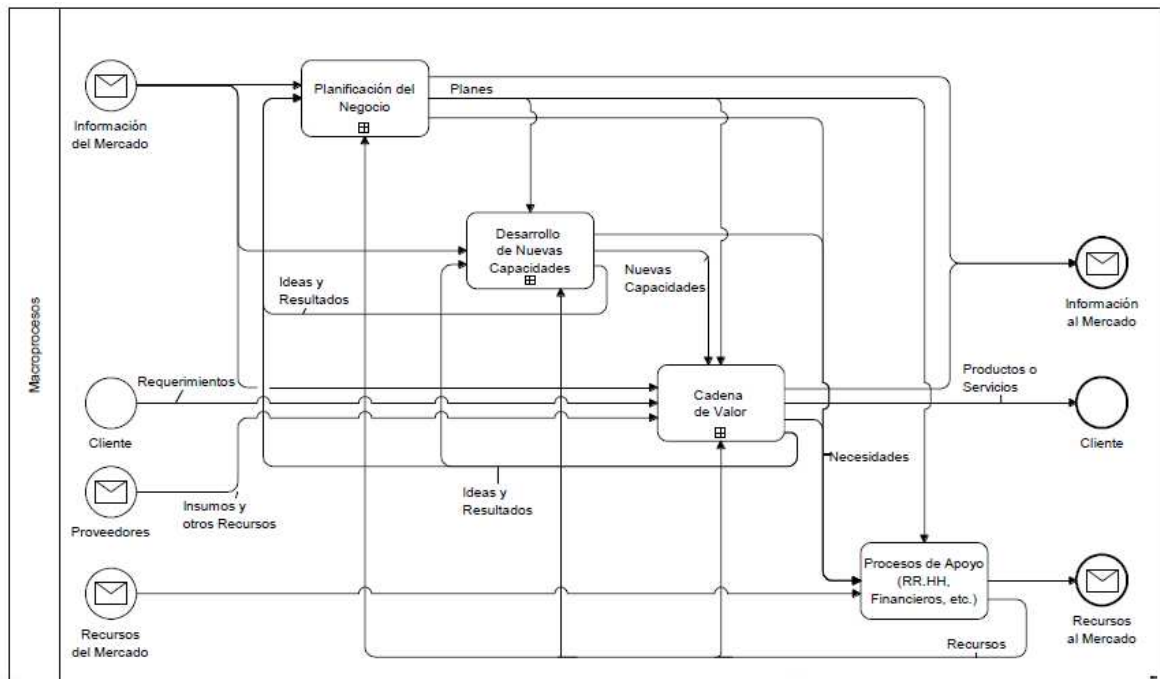 Macroprocesos
Información
del Mercado
Planificación del
Negocio
Planes
Desarrollo
de Nuevas
Capacidades
Ideas y
Resultados
Nuevas
Capacidades
Información
al Mercado
Requerimientos
Cliente
Cadena
de Valor
Productos o
Servicios
Cliente
Necesidades
Insumos y
otros Recursos
Proveedores
Ideas y
Resultados
Procesos de Apoyo
(RR.HH,
Financieros, etc.)
Recursos
del Mercado
Recursos
Recursos
al Mercado